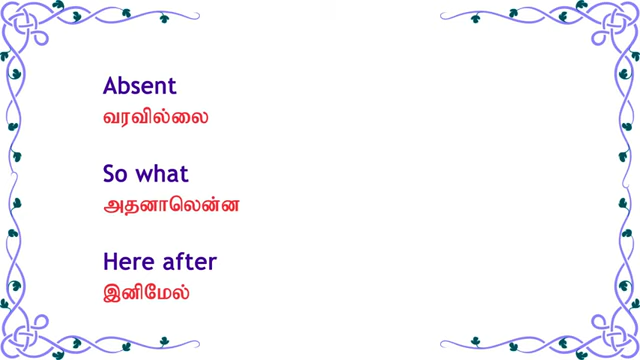 Absent
வரவில்லை
So what
அதனாலென்ன
Here after
இனிமேல்